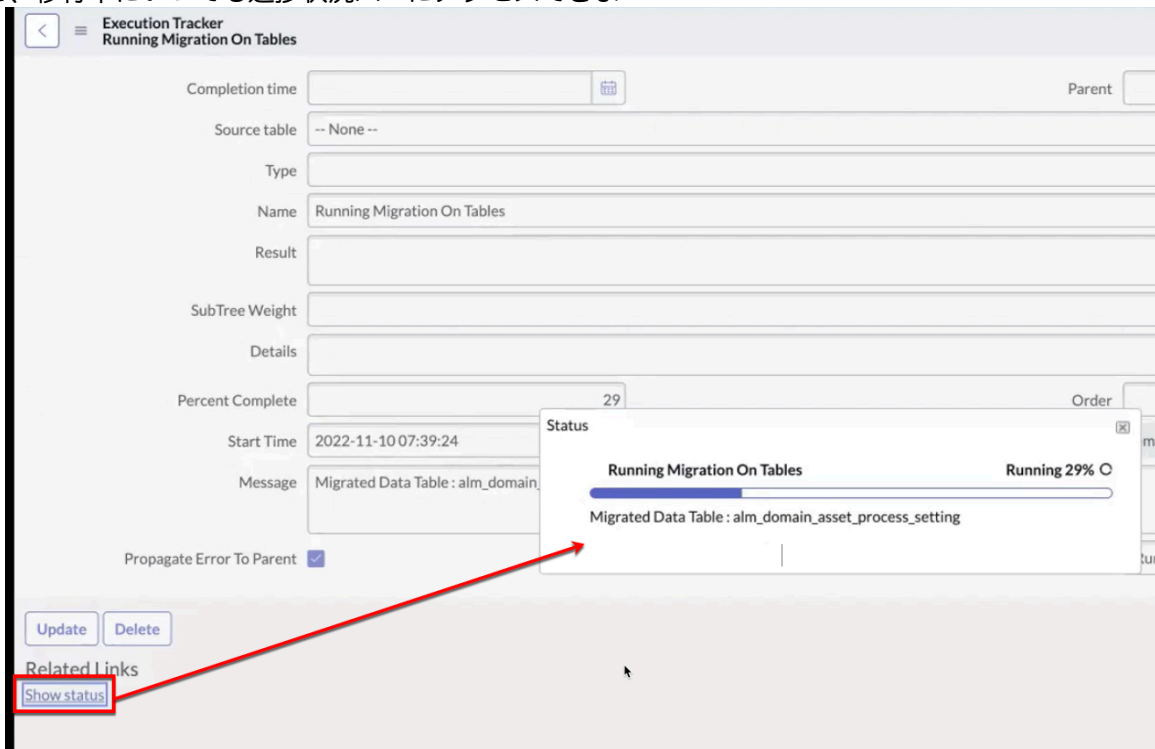 Execution Tracker
Running Migration On Tables
Completion time
Parent
Source table -- None --
Type
Name Running Migration On Tables
Result
SubTree Weight
Details
Percent Complete 29
Order
Start Time 2022-11-10 07:39:24
Message Migrated Data Table : alm_domain_
Propagate Error To Parent
Status
Running Migration On Tables Running 29%
Migrated Data Table : alm_domain_asset_process_setting
Update Delete
Related Links
Show status